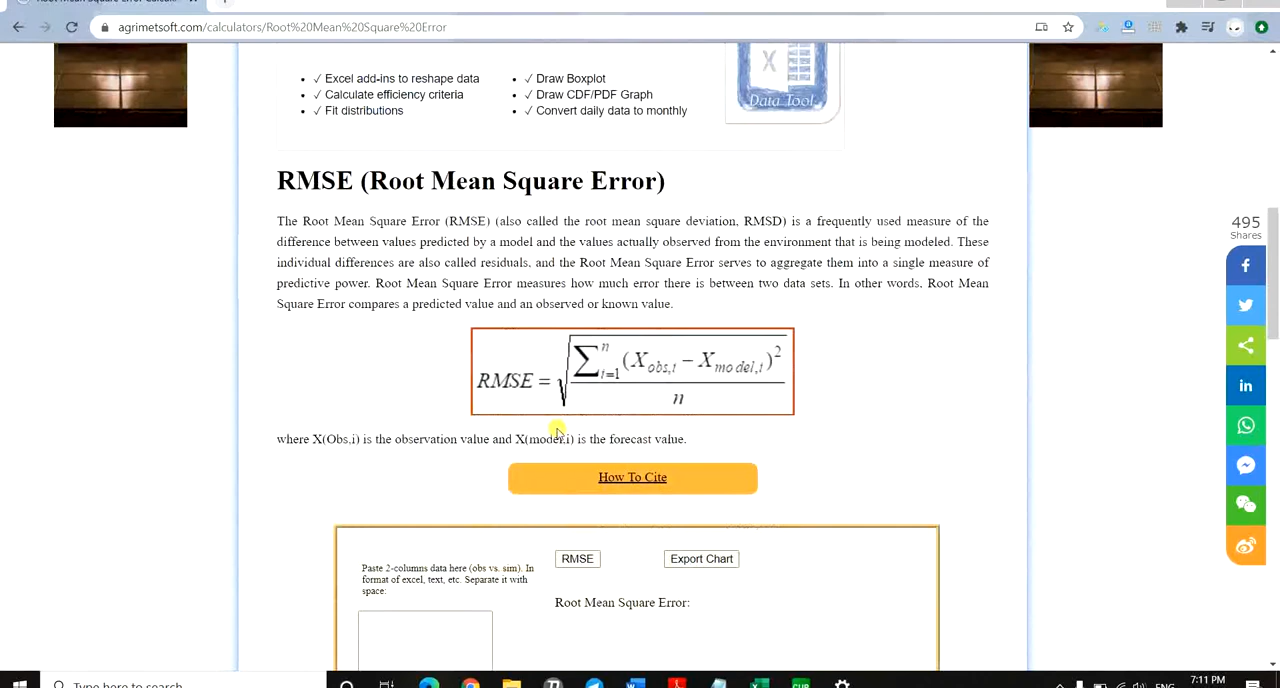 agrimetsoft.com/calculators/Root%20Mean%20Square%20Error
✓ Excel add-ins to reshape data
✓ Calculate efficiency criteria
✓ Fit distributions
✓ Draw Boxplot
✓ Draw CDF/PDF Graph
✓ Convert daily data to monthly
X
Data Tool
RMSE (Root Mean Square Error)
The Root Mean Square Error (RMSE) (also called the root mean square deviation, RMSD) is a frequently used measure of the
difference between values predicted by a model and the values actually observed from the environment that is being modeled. These
individual differences are also called residuals, and the Root Mean Square Error serves to aggregate them into a single measure of
predictive power. Root Mean Square Error measures how much error there is between two data sets. In other words, Root Mean
Square Error compares a predicted value and an observed or known value.
RMSE = √(∑ⁿₜ₌₁ (X_obs,t − X_model,t)² / n)
where X(Obs,i) is the observation value and X(model,i) is the forecast value.
How To Cite
Paste 2-columns data here (obs vs. sim). In
format of excel, text, etc. Separate it with
space:
RMSE
Export Chart
Root Mean Square Error:
495
Shares
Type here to search
ENG
7:11 PM